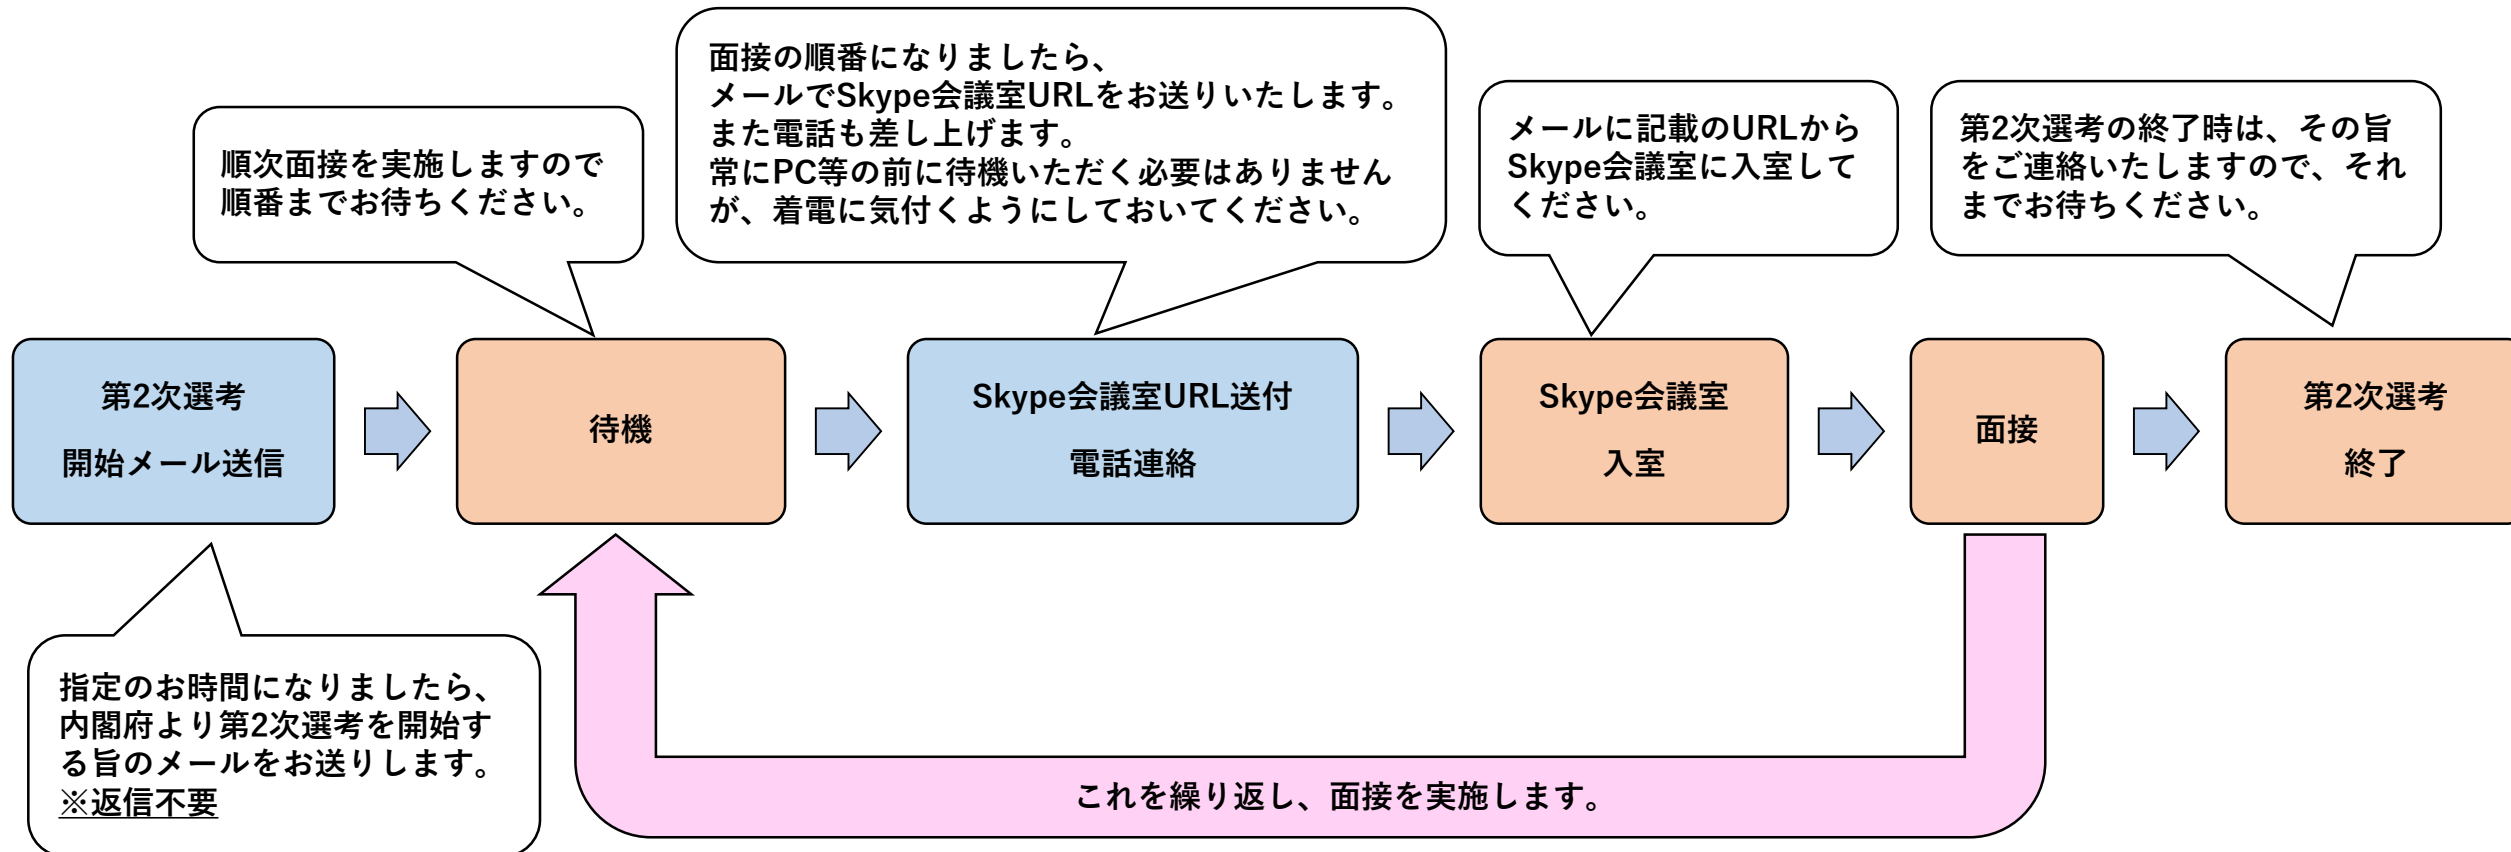 順次面接を実施しますので
順番までお待ちください。
面接の順番になりましたら、
メールでSkype会議室URLをお送りいたします。
また電話も差し上げます。
常にPC等の前に待機いただく必要はありません
が、着電に気付くようにしておいてください。
メールに記載のURLから
Skype会議室に入室して
ください。
第2次選考の終了時は、その旨
をご連絡いたしますので、それ
までお待ちください。
第2次選考
開始メール送信
待機
Skype会議室URL送付
電話連絡
Skype会議室
入室
面接
第2次選考
終了
指定のお時間になりましたら、
内閣府より第2次選考を開始す
る旨のメールをお送りします。
※返信不要
これを繰り返し、面接を実施します。